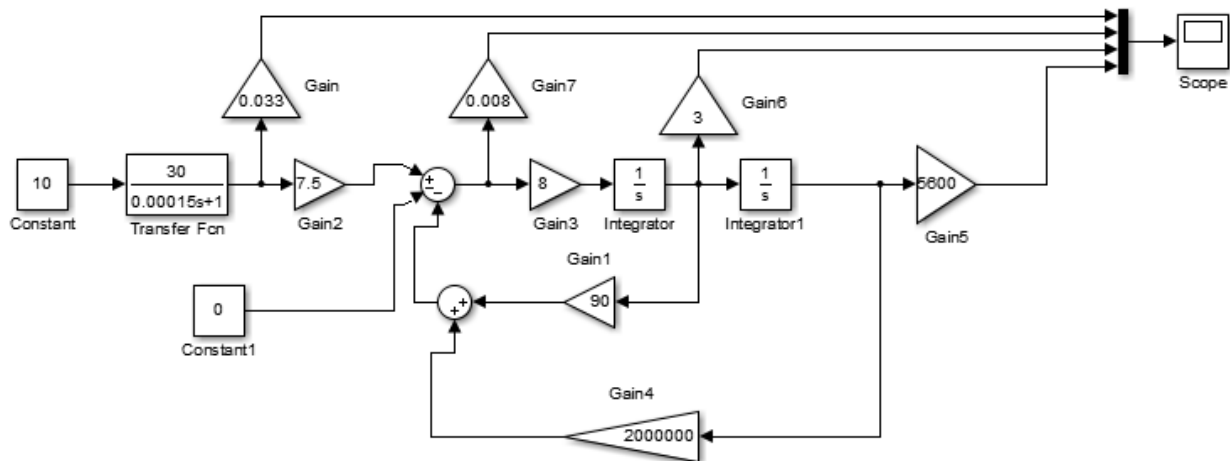 Gain
0.033
Gain7
0.008
Gain6
3
Scope
10
Constant
30
0.00015s+1
Transfer Fcn
7.5
Gain2
+
−
−
8
Gain3
1
s
Integrator
1
s
Integrator1
5600
Gain5
Gain1
90
+
+
0
Constant1
Gain4
2000000